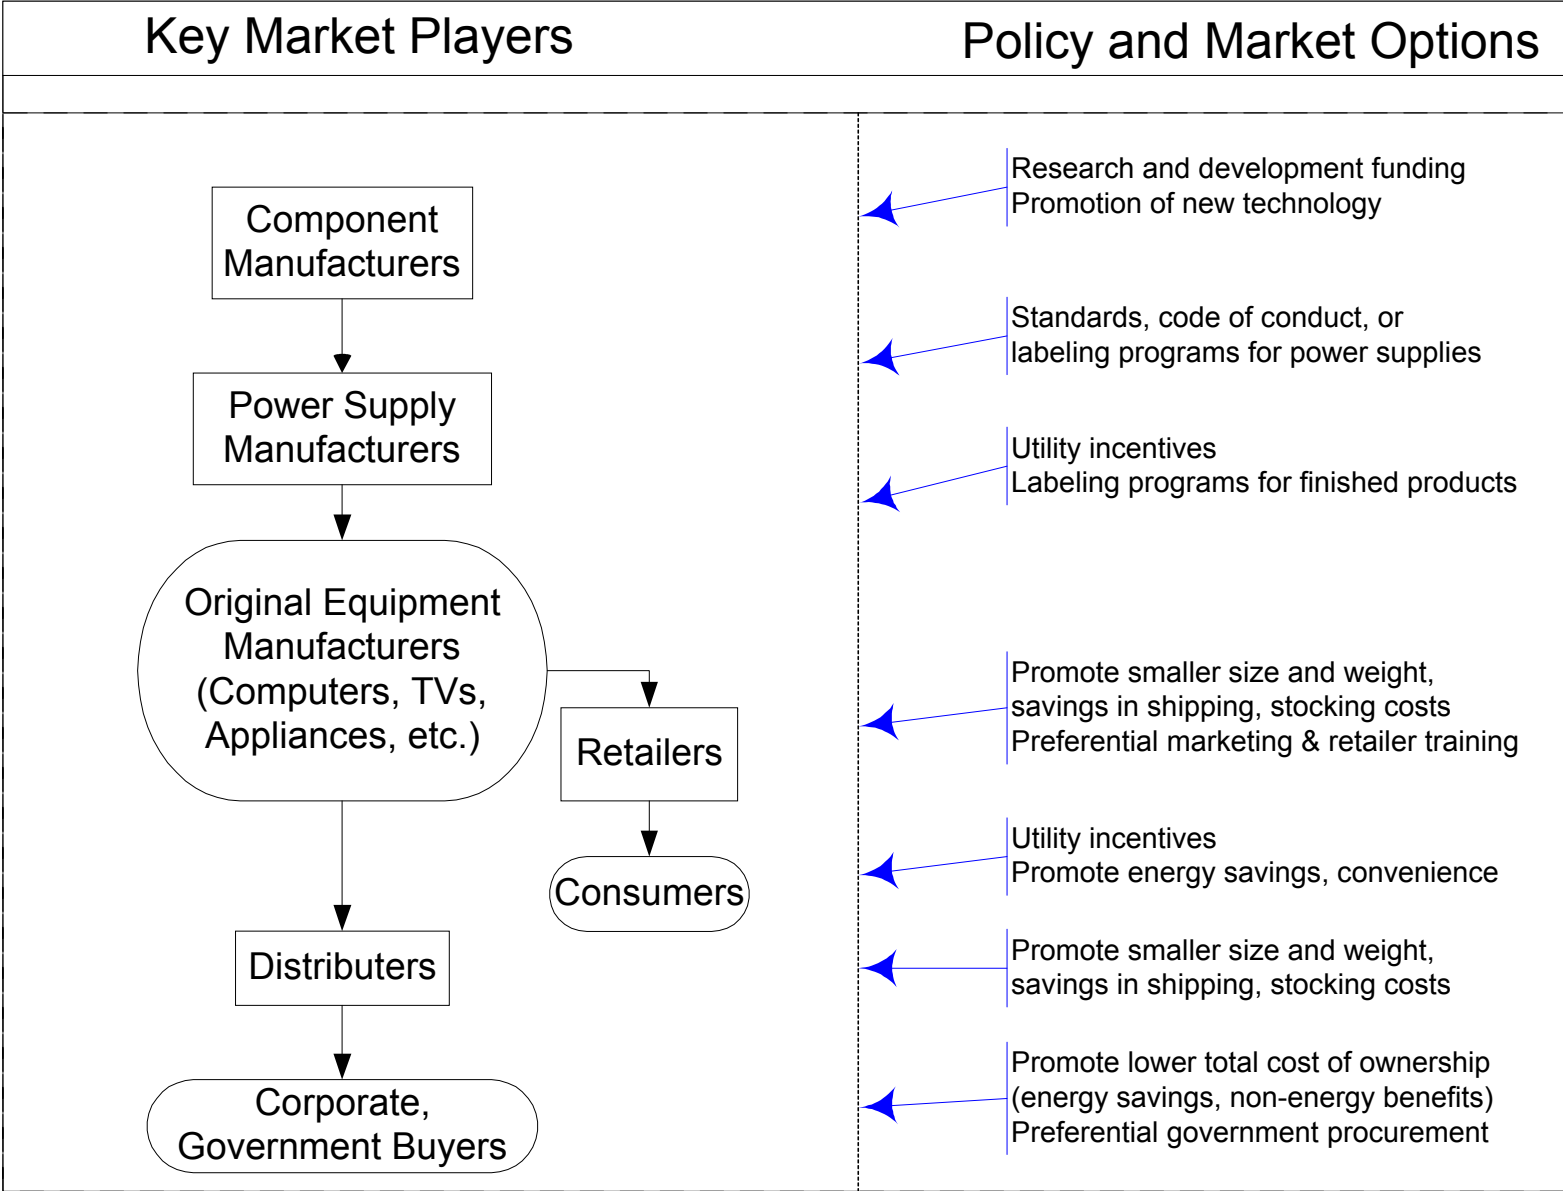 Key Market Players
Policy and Market Options
Component
Manufacturers
Power Supply
Manufacturers
Original Equipment
Manufacturers
(Computers, TVs,
Appliances, etc.)
Retailers
Consumers
Distributers
Corporate,
Government Buyers
Research and development funding
Promotion of new technology
Standards, code of conduct, or
labeling programs for power supplies
Utility incentives
Labeling programs for finished products
Promote smaller size and weight,
savings in shipping, stocking costs
Preferential marketing & retailer training
Utility incentives
Promote energy savings, convenience
Promote smaller size and weight,
savings in shipping, stocking costs
Promote lower total cost of ownership
(energy savings, non-energy benefits)
Preferential government procurement